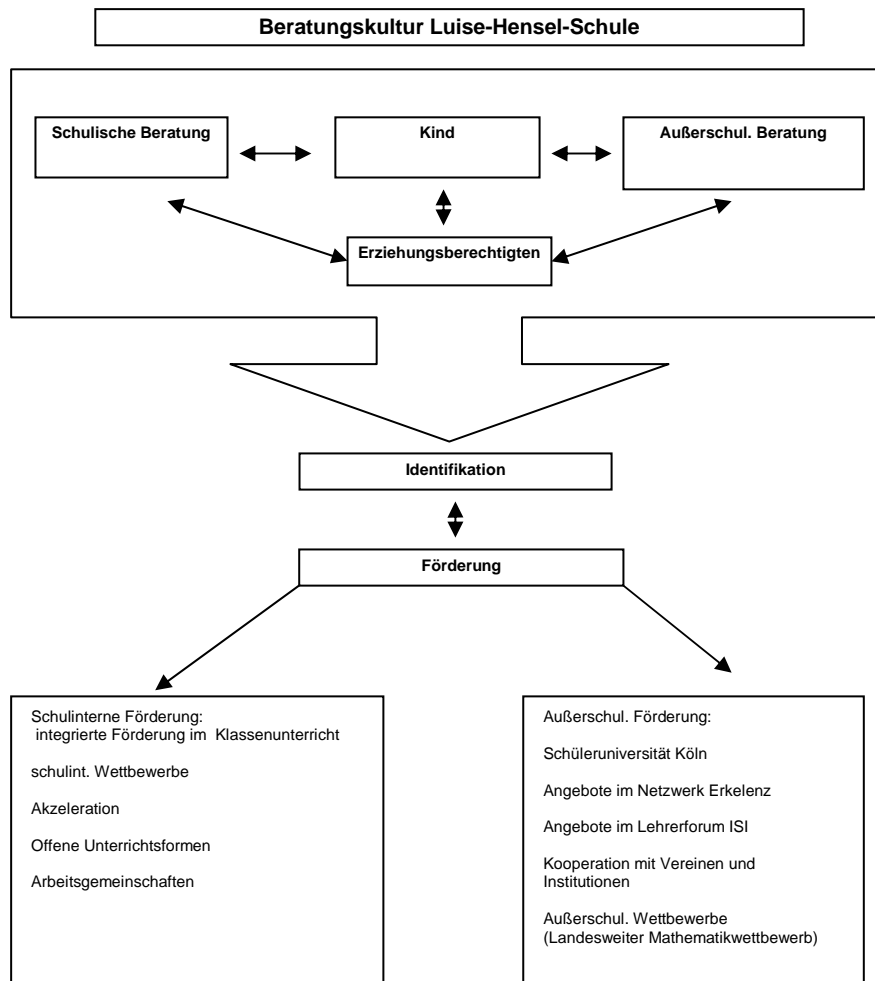 Beratungskultur Luise-Hensel-Schule
Schulische Beratung
Kind
Außerschul. Beratung
Erziehungsberechtigten
Identifikation
Förderung
Schulinterne Förderung:
integrierte Förderung im Klassenunterricht
schulint. Wettbewerbe
Akzeleration
Offene Unterrichtsformen
Arbeitsgemeinschaften
Außerschul. Förderung:
Schüleruniversität Köln
Angebote im Netzwerk Erkelenz
Angebote im Lehrerforum ISI
Kooperation mit Vereinen und
Institutionen
Außerschul. Wettbewerbe
(Landesweiter Mathematikwettbewerb)